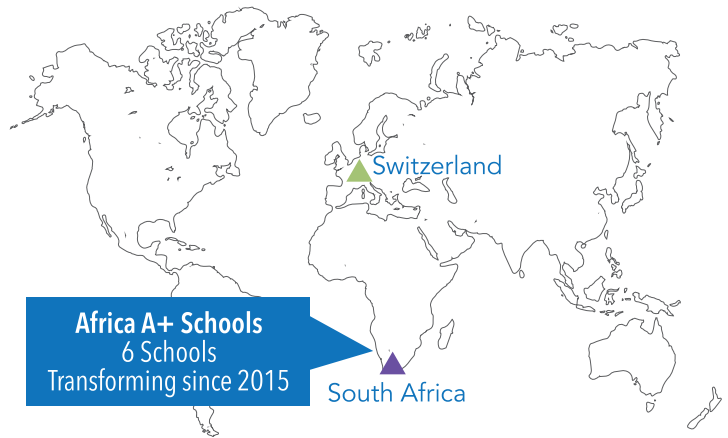 Switzerland
Africa A+ Schools
6 Schools
Transforming since 2015
South Africa